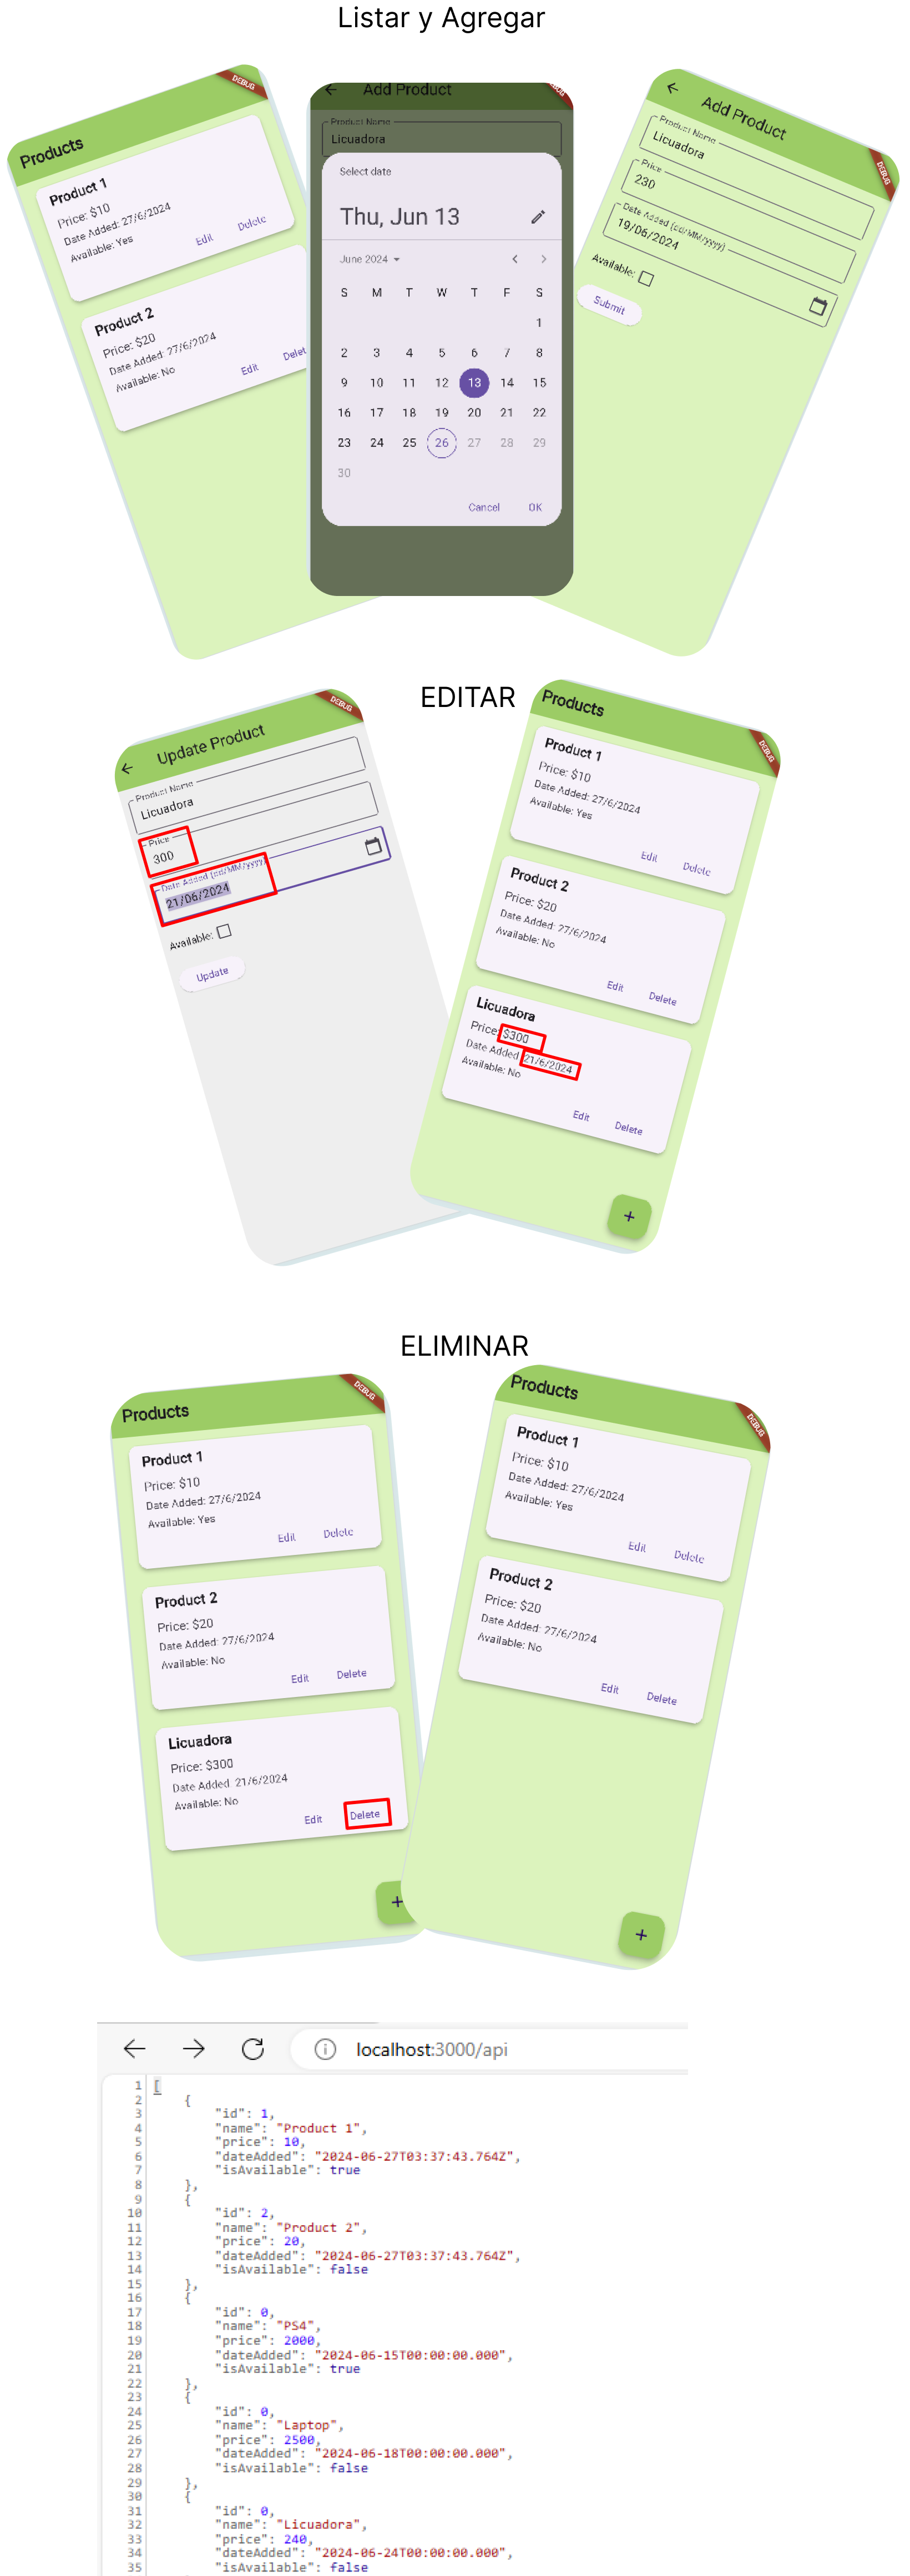 Listar y Agregar
DEBUG
Products
Product 1
Price: $10
Date Added: 27/6/2024
Available: Yes
Edit
Delete
Product 2
Price: $20
Date Added: 27/6/2024
Available: No
Edit
Delet
Add Product
Product Name
Licuadora
Select date
Thu, Jun 13
June 2024
S M T W T F S
1
2 3 4 5 6 7 8
9 10 11 12 13 14 15
16 17 18 19 20 21 22
23 24 25 26 27 28 29
30
Cancel
OK
Add Product
DEBUG
Product Name
Licuadora
Price
230
Date Added (dd/MM/yyyy)
19/06/2024
Available:
Submit
EDITAR
DEBUG
Update Product
Product Name
Licuadora
Price
300
Date Added (dd/MM/yyyy)
21/06/2024
Available:
Update
Products
DEBUG
Product 1
Price: $10
Date Added: 27/6/2024
Available: Yes
Edit
Delete
Product 2
Price: $20
Date Added: 27/6/2024
Available: No
Edit
Delete
Licuadora
Price: $300
Date Added: 21/6/2024
Available: No
Edit
Delete
+
ELIMINAR
DEBUG
Products
Product 1
Price: $10
Date Added: 27/6/2024
Available: Yes
Edit
Delete
Product 2
Price: $20
Date Added: 27/6/2024
Available: No
Edit
Delete
Licuadora
Price: $300
Date Added: 21/6/2024
Available: No
Edit
Delete
+
Products
DEBUG
Product 1
Price: $10
Date Added: 27/6/2024
Available: Yes
Edit
Delete
Product 2
Price: $20
Date Added: 27/6/2024
Available: No
Edit
Delete
+
localhost:3000/api
1 [
2 {
3 "id": 1,
4 "name": "Product 1",
5 "price": 10,
6 "dateAdded": "2024-06-27T03:37:43.764Z",
7 "isAvailable": true
8 },
9 {
10 "id": 2,
11 "name": "Product 2",
12 "price": 20,
13 "dateAdded": "2024-06-27T03:37:43.764Z",
14 "isAvailable": false
15 },
16 {
17 "id": 0,
18 "name": "PS4",
19 "price": 2000,
20 "dateAdded": "2024-06-15T00:00:00.000",
21 "isAvailable": true
22 },
23 {
24 "id": 0,
25 "name": "Laptop",
26 "price": 2500,
27 "dateAdded": "2024-06-18T00:00:00.000",
28 "isAvailable": false
29 },
30 {
31 "id": 0,
32 "name": "Licuadora",
33 "price": 240,
34 "dateAdded": "2024-06-24T00:00:00.000",
35 "isAvailable": false